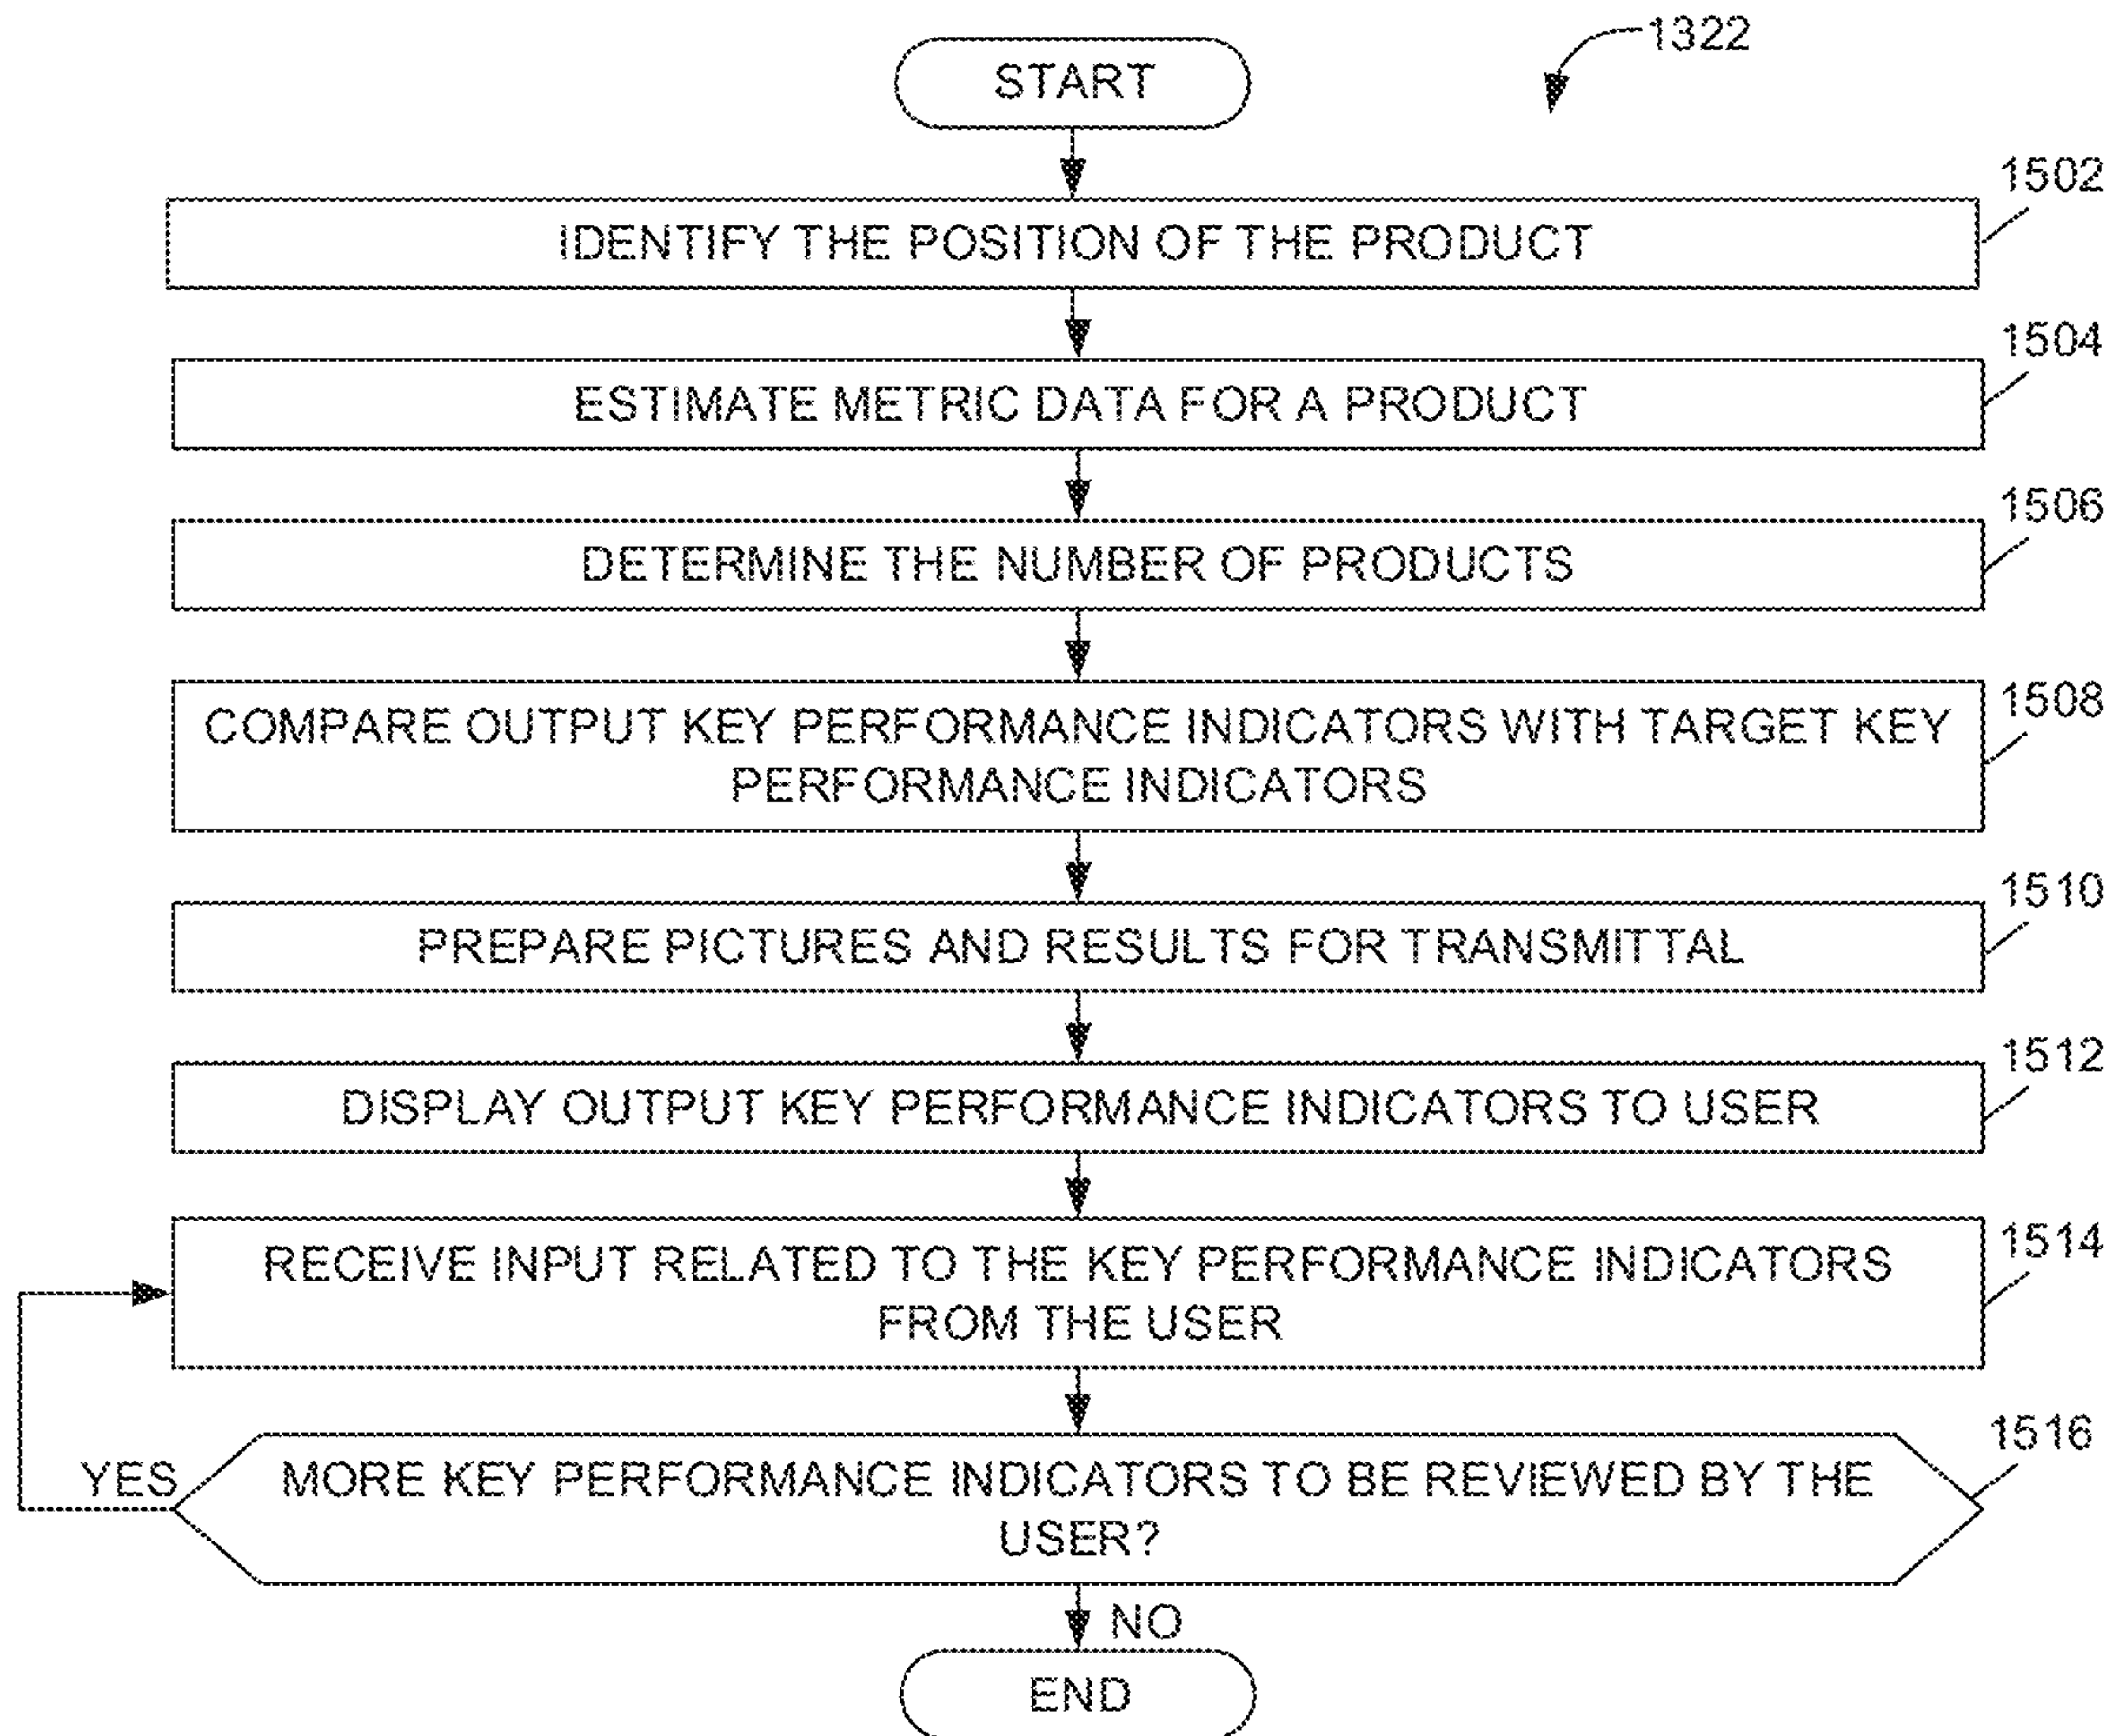 1322
START
1502
IDENTIFY THE POSITION OF THE PRODUCT
1504
ESTIMATE METRIC DATA FOR A PRODUCT
1506
DETERMINE THE NUMBER OF PRODUCTS
1508
COMPARE OUTPUT KEY PERFORMANCE INDICATORS WITH TARGET KEY
PERFORMANCE INDICATORS
1510
PREPARE PICTURES AND RESULTS FOR TRANSMITTAL
1512
DISPLAY OUTPUT KEY PERFORMANCE INDICATORS TO USER
1514
RECEIVE INPUT RELATED TO THE KEY PERFORMANCE INDICATORS
FROM THE USER
1516
YES
MORE KEY PERFORMANCE INDICATORS TO BE REVIEWED BY THE
USER?
NO
END